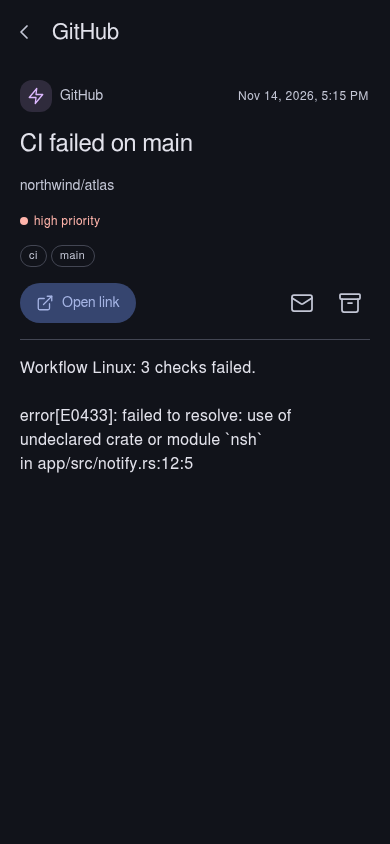 GitHub
GitHub
Nov 14, 2026, 5:15 PM
CI failed on main
northwind/atlas
high priority
ci
main
Open link
Workflow Linux: 3 checks failed.
error[E0433]: failed to resolve: use of
undeclared crate or module `nsh`
in app/src/notify.rs:12:5